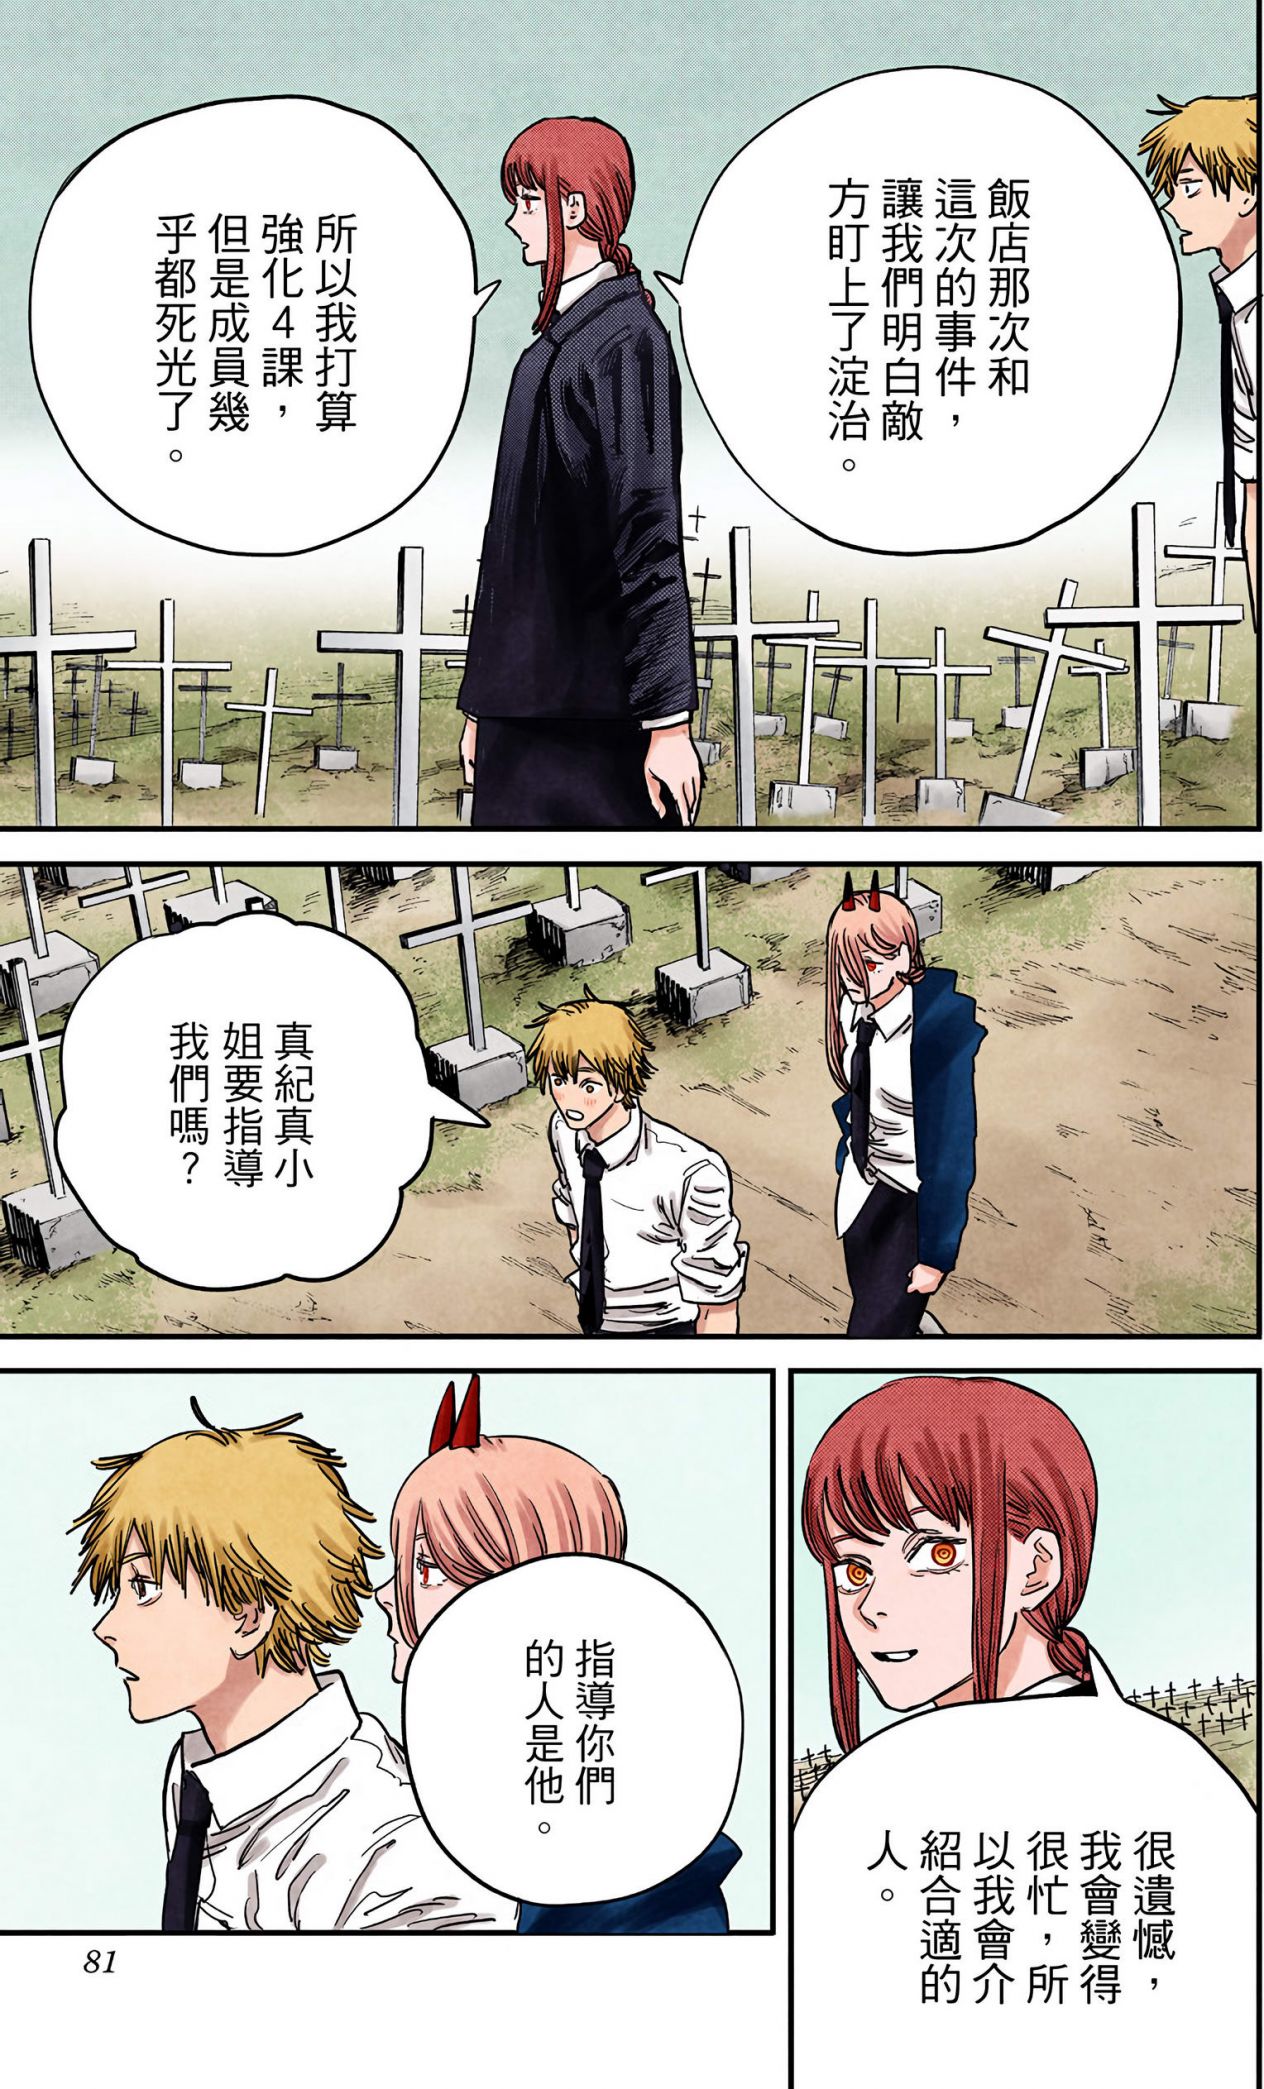 飯店那次和
這次的事件，
讓我們明白敵
方盯上了淀治。
所以我打算
強化4課，
但是成員幾
乎都死光了。
真紀真小
姐要指導
我們嗎？
很遺憾，
我會變得
很忙，所
以我會介
紹合適的
人。
指導你們
的人是他。
81